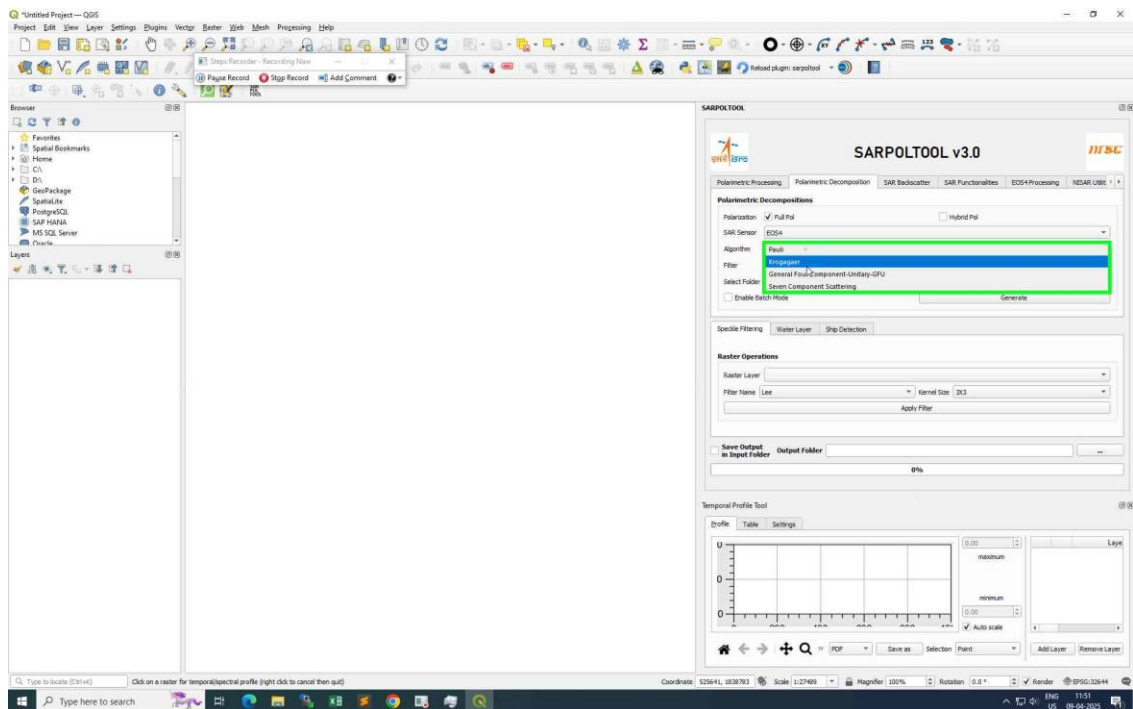 *Untitled Project — QGIS
Project Edit View Layer Settings Plugins Vector Raster Web Mesh Processing Help
Steps Recorder - Recording Now
Pause Record Stop Record Add Comment
Reload plugin: sarpoltool
Browser
Favorites
Spatial Bookmarks
Home
C:\
D:\
GeoPackage
SpatiaLite
PostgreSQL
SAP HANA
MS SQL Server
Oracle
Layers
SARPOLTOOL
SARPOLTOOL v3.0
इसरो isro
nrsc
Polarimetric Processing Polarimetric Decomposition SAR Backscatter SAR Functionalities EOS4 Processing NISAR Utilit
Polarimetric Decompositions
Polarization Full Pol Hybrid Pol
SAR Sensor EOS4
Algorithm Pauli
Krogagaer
Filter
General Four Component-Unitary-GFU
Select Folder
Seven Component Scattering
Enable Batch Mode Generate
Speckle Filtering Water Layer Ship Detection
Raster Operations
Raster Layer
Filter Name Lee Kernel Size 3X3
Apply Filter
Save Output in Input Folder Output Folder ...
0%
Temporal Profile Tool
Profile Table Settings
0.00
maximum
minimum
0.00
Auto scale
Laye
PDF Save as Selection Point Add Layer Remove Layer
Type to locate (Ctrl+K) Click on a raster for temporal/spectral profile (right click to cancel then quit) Coordinate 525641, 1838783 Scale 1:27489 Magnifier 100% Rotation 0.0 ° Render EPSG:32644
Type here to search ENG US 11:51 09-04-2025